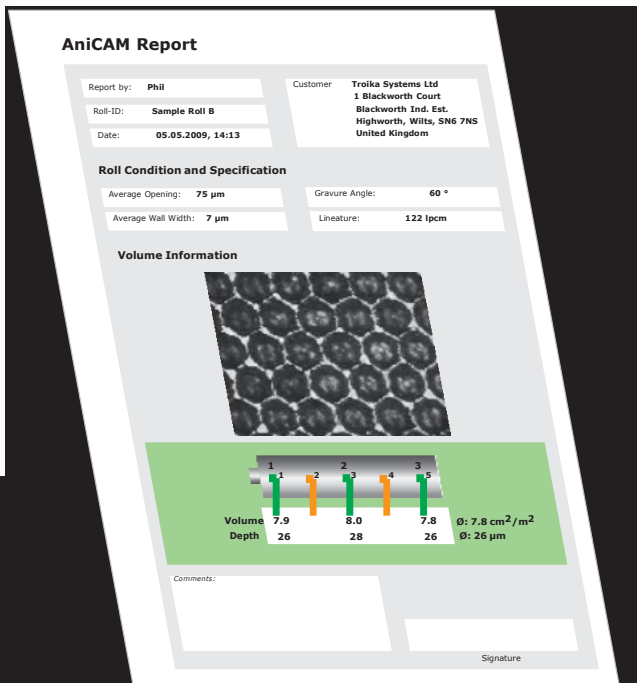 AniCAM Report
Report by: Phil
Roll-ID: Sample Roll B
Date: 05.05.2009, 14:13
Customer Troika Systems Ltd
1 Blackworth Court
Blackworth Ind. Est.
Highworth, Wilts, SN6 7NS
United Kingdom
Roll Condition and Specification
Average Opening: 75 µm
Gravure Angle: 60 °
Average Wall Width: 7 µm
Lineature: 122 lpcm
Volume Information
1 2 3
1 2 3 4 5
Volume 7.9 8.0 7.8 Ø: 7.8 cm2/m2
Depth 26 28 26 Ø: 26 µm
Comments:
Signature